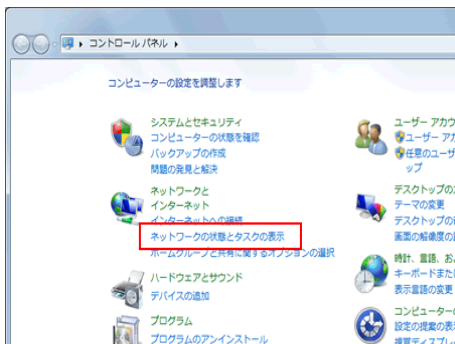 コントロール パネル
コンピューターの設定を調整します
システムとセキュリティ
コンピューターの状態を確認
バックアップの作成
問題の発見と解決
ネットワークと
インターネット
インターネットへの接続
ネットワークの状態とタスクの表示
ホームグループと共有に関するオプションの選択
ハードウェアとサウンド
デバイスの追加
プログラム
プログラムのアンインストール
ユーザー アカウ
ユーザー アカ
任意のユーザ
ップ
デスクトップの
テーマの変更
デスクトップの
画面の解像度の
時計、言語、お
キーボードまた
表示言語の変更
コンピューターの
設定の提案の表
視覚ディスプレ